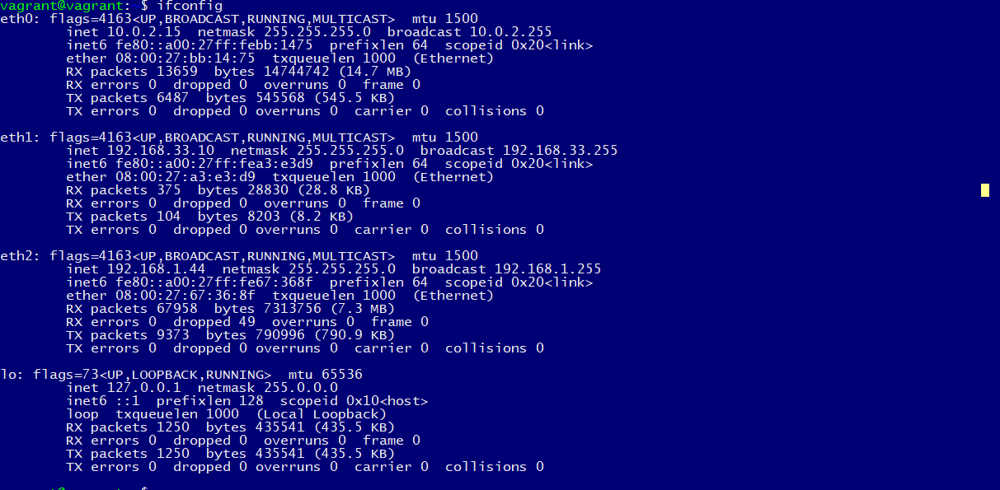 vagrant@vagrant:~$ ifconfig
eth0: flags=4163<UP,BROADCAST,RUNNING,MULTICAST>  mtu 1500
        inet 10.0.2.15  netmask 255.255.255.0  broadcast 10.0.2.255
        inet6 fe80::a00:27ff:febb:1475  prefixlen 64  scopeid 0x20<link>
        ether 08:00:27:bb:14:75  txqueuelen 1000  (Ethernet)
        RX packets 13659  bytes 14744742 (14.7 MB)
        RX errors 0  dropped 0  overruns 0  frame 0
        TX packets 6487  bytes 545568 (545.5 KB)
        TX errors 0  dropped 0 overruns 0  carrier 0  collisions 0

eth1: flags=4163<UP,BROADCAST,RUNNING,MULTICAST>  mtu 1500
        inet 192.168.33.10  netmask 255.255.255.0  broadcast 192.168.33.255
        inet6 fe80::a00:27ff:fea3:e3d9  prefixlen 64  scopeid 0x20<link>
        ether 08:00:27:a3:e3:d9  txqueuelen 1000  (Ethernet)
        RX packets 375  bytes 28830 (28.8 KB)
        RX errors 0  dropped 0  overruns 0  frame 0
        TX packets 104  bytes 8203 (8.2 KB)
        TX errors 0  dropped 0 overruns 0  carrier 0  collisions 0

eth2: flags=4163<UP,BROADCAST,RUNNING,MULTICAST>  mtu 1500
        inet 192.168.1.44  netmask 255.255.255.0  broadcast 192.168.1.255
        inet6 fe80::a00:27ff:fe67:368f  prefixlen 64  scopeid 0x20<link>
        ether 08:00:27:67:36:8f  txqueuelen 1000  (Ethernet)
        RX packets 67958  bytes 7313756 (7.3 MB)
        RX errors 0  dropped 49  overruns 0  frame 0
        TX packets 9373  bytes 790996 (790.9 KB)
        TX errors 0  dropped 0 overruns 0  carrier 0  collisions 0

lo: flags=73<UP,LOOPBACK,RUNNING>  mtu 65536
        inet 127.0.0.1  netmask 255.0.0.0
        inet6 ::1  prefixlen 128  scopeid 0x10<host>
        loop  txqueuelen 1000  (Local Loopback)
        RX packets 1250  bytes 435541 (435.5 KB)
        RX errors 0  dropped 0  overruns 0  frame 0
        TX packets 1250  bytes 435541 (435.5 KB)
        TX errors 0  dropped 0 overruns 0  carrier 0  collisions 0